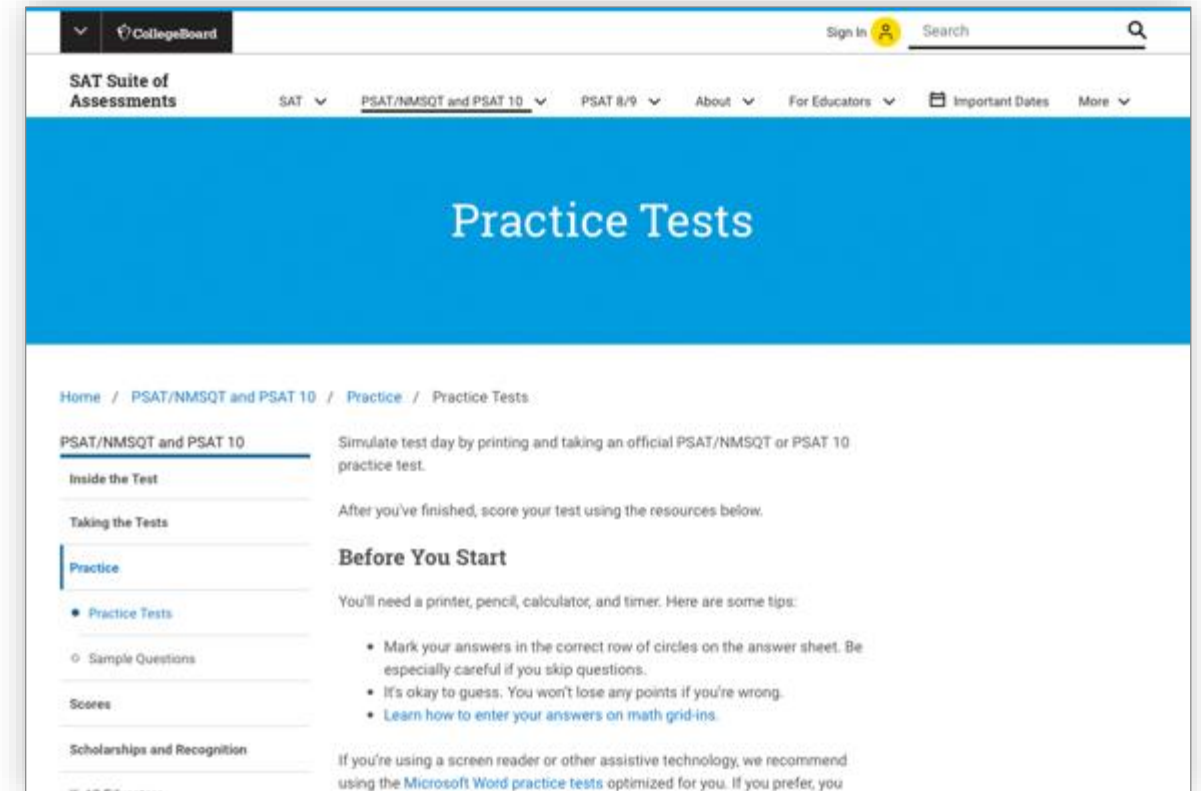 CollegeBoard
Sign In
Search
SAT Suite of
Assessments
SAT
PSAT/NMSQT and PSAT 10
PSAT 8/9
About
For Educators
Important Dates
More
Practice Tests
Home / PSAT/NMSQT and PSAT 10 / Practice / Practice Tests
PSAT/NMSQT and PSAT 10
Inside the Test
Taking the Tests
Practice
Practice Tests
Sample Questions
Scores
Scholarships and Recognition
Simulate test day by printing and taking an official PSAT/NMSQT or PSAT 10
practice test.
After you've finished, score your test using the resources below.
Before You Start
You'll need a printer, pencil, calculator, and timer. Here are some tips:
• Mark your answers in the correct row of circles on the answer sheet. Be
especially careful if you skip questions.
• It's okay to guess. You won't lose any points if you're wrong.
• Learn how to enter your answers on math grid-ins.
If you're using a screen reader or other assistive technology, we recommend
using the Microsoft Word practice tests optimized for you. If you prefer, you